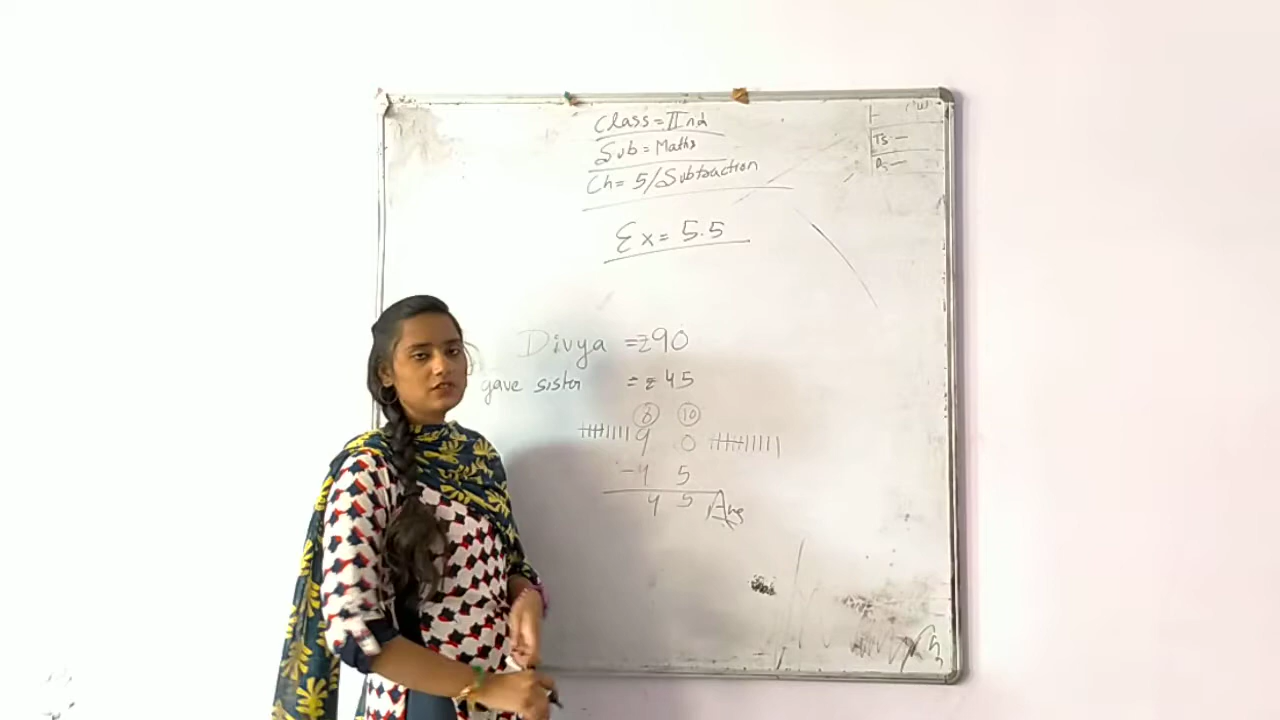 Class = IInd
Sub = Maths
Ch = 5/Subtraction
Ex = 5.5
TS -
Divya = ₹90
gave sister = ₹45
8 10
9 0
-4 5
4 5 Ans